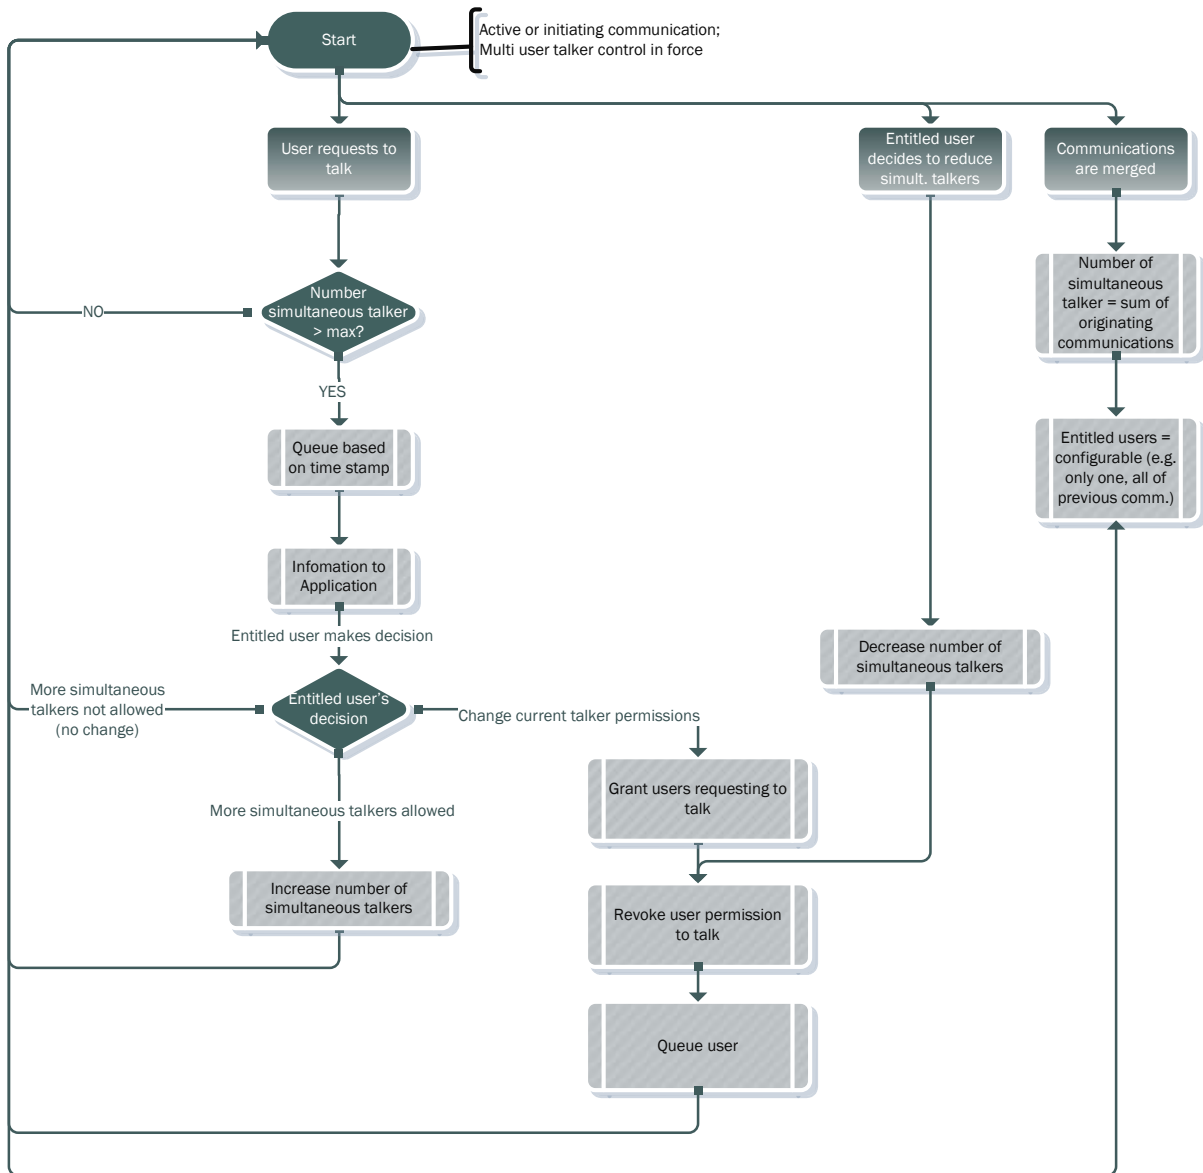 Start
Active or initiating communication;
Multi user talker control in force
User requests to
talk
Entitled user
decides to reduce
simult. talkers
Communications
are merged
Number
simultaneous talker
> max?
NO
YES
Number of
simultaneous
talker = sum of
originating
communications
Queue based
on time stamp
Entitled users =
configurable (e.g.
only one, all of
previous comm.)
Infomation to
Application
Entitled user makes decision
Decrease number of
simultaneous talkers
More simultaneous
talkers not allowed
(no change)
Entitled user's
decision
Change current talker permissions
Grant users requesting to
talk
More simultaneous talkers allowed
Increase number of
simultaneous talkers
Revoke user permission
to talk
Queue user